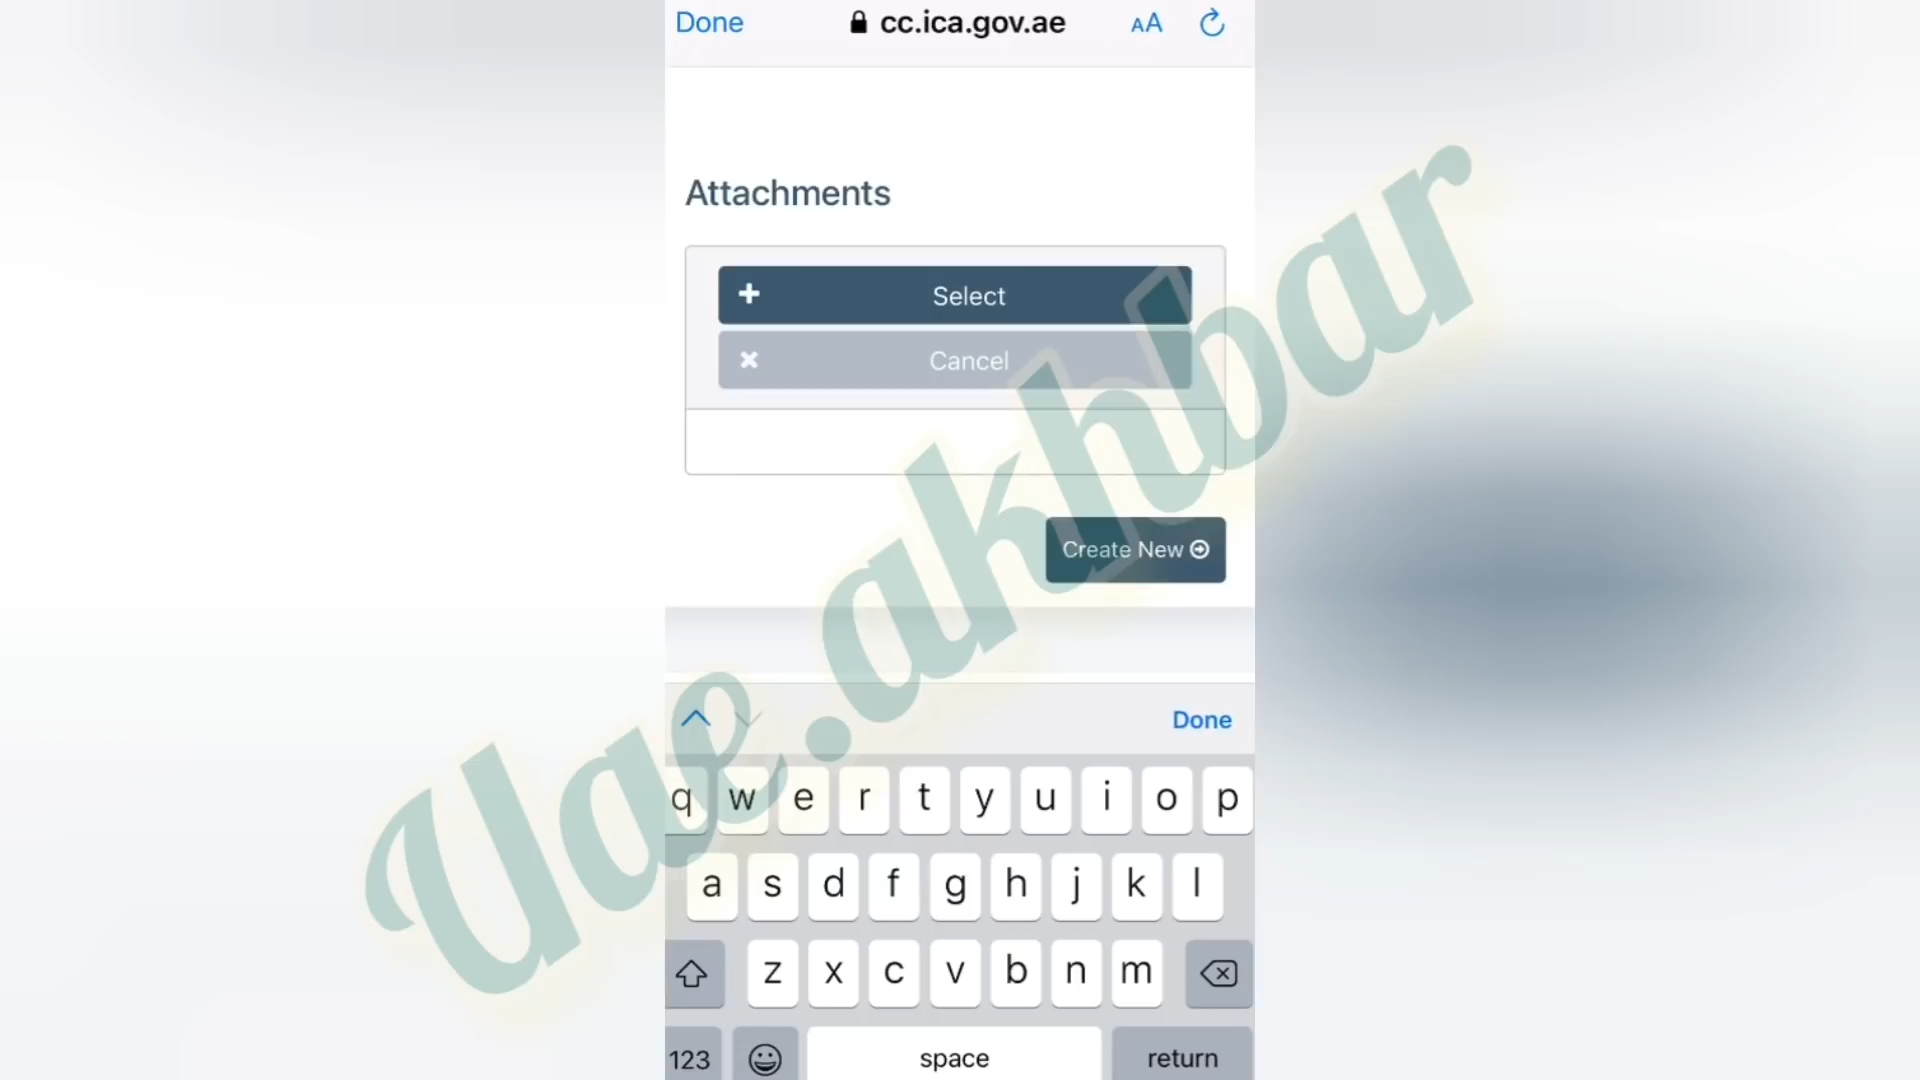 Done cc.ica.gov.ae AA
Attachments
Select
Cancel
Create New
Uae.akhbar
Done
q w e r t y u i o p
a s d f g h j k l
z x c v b n m
123 space return